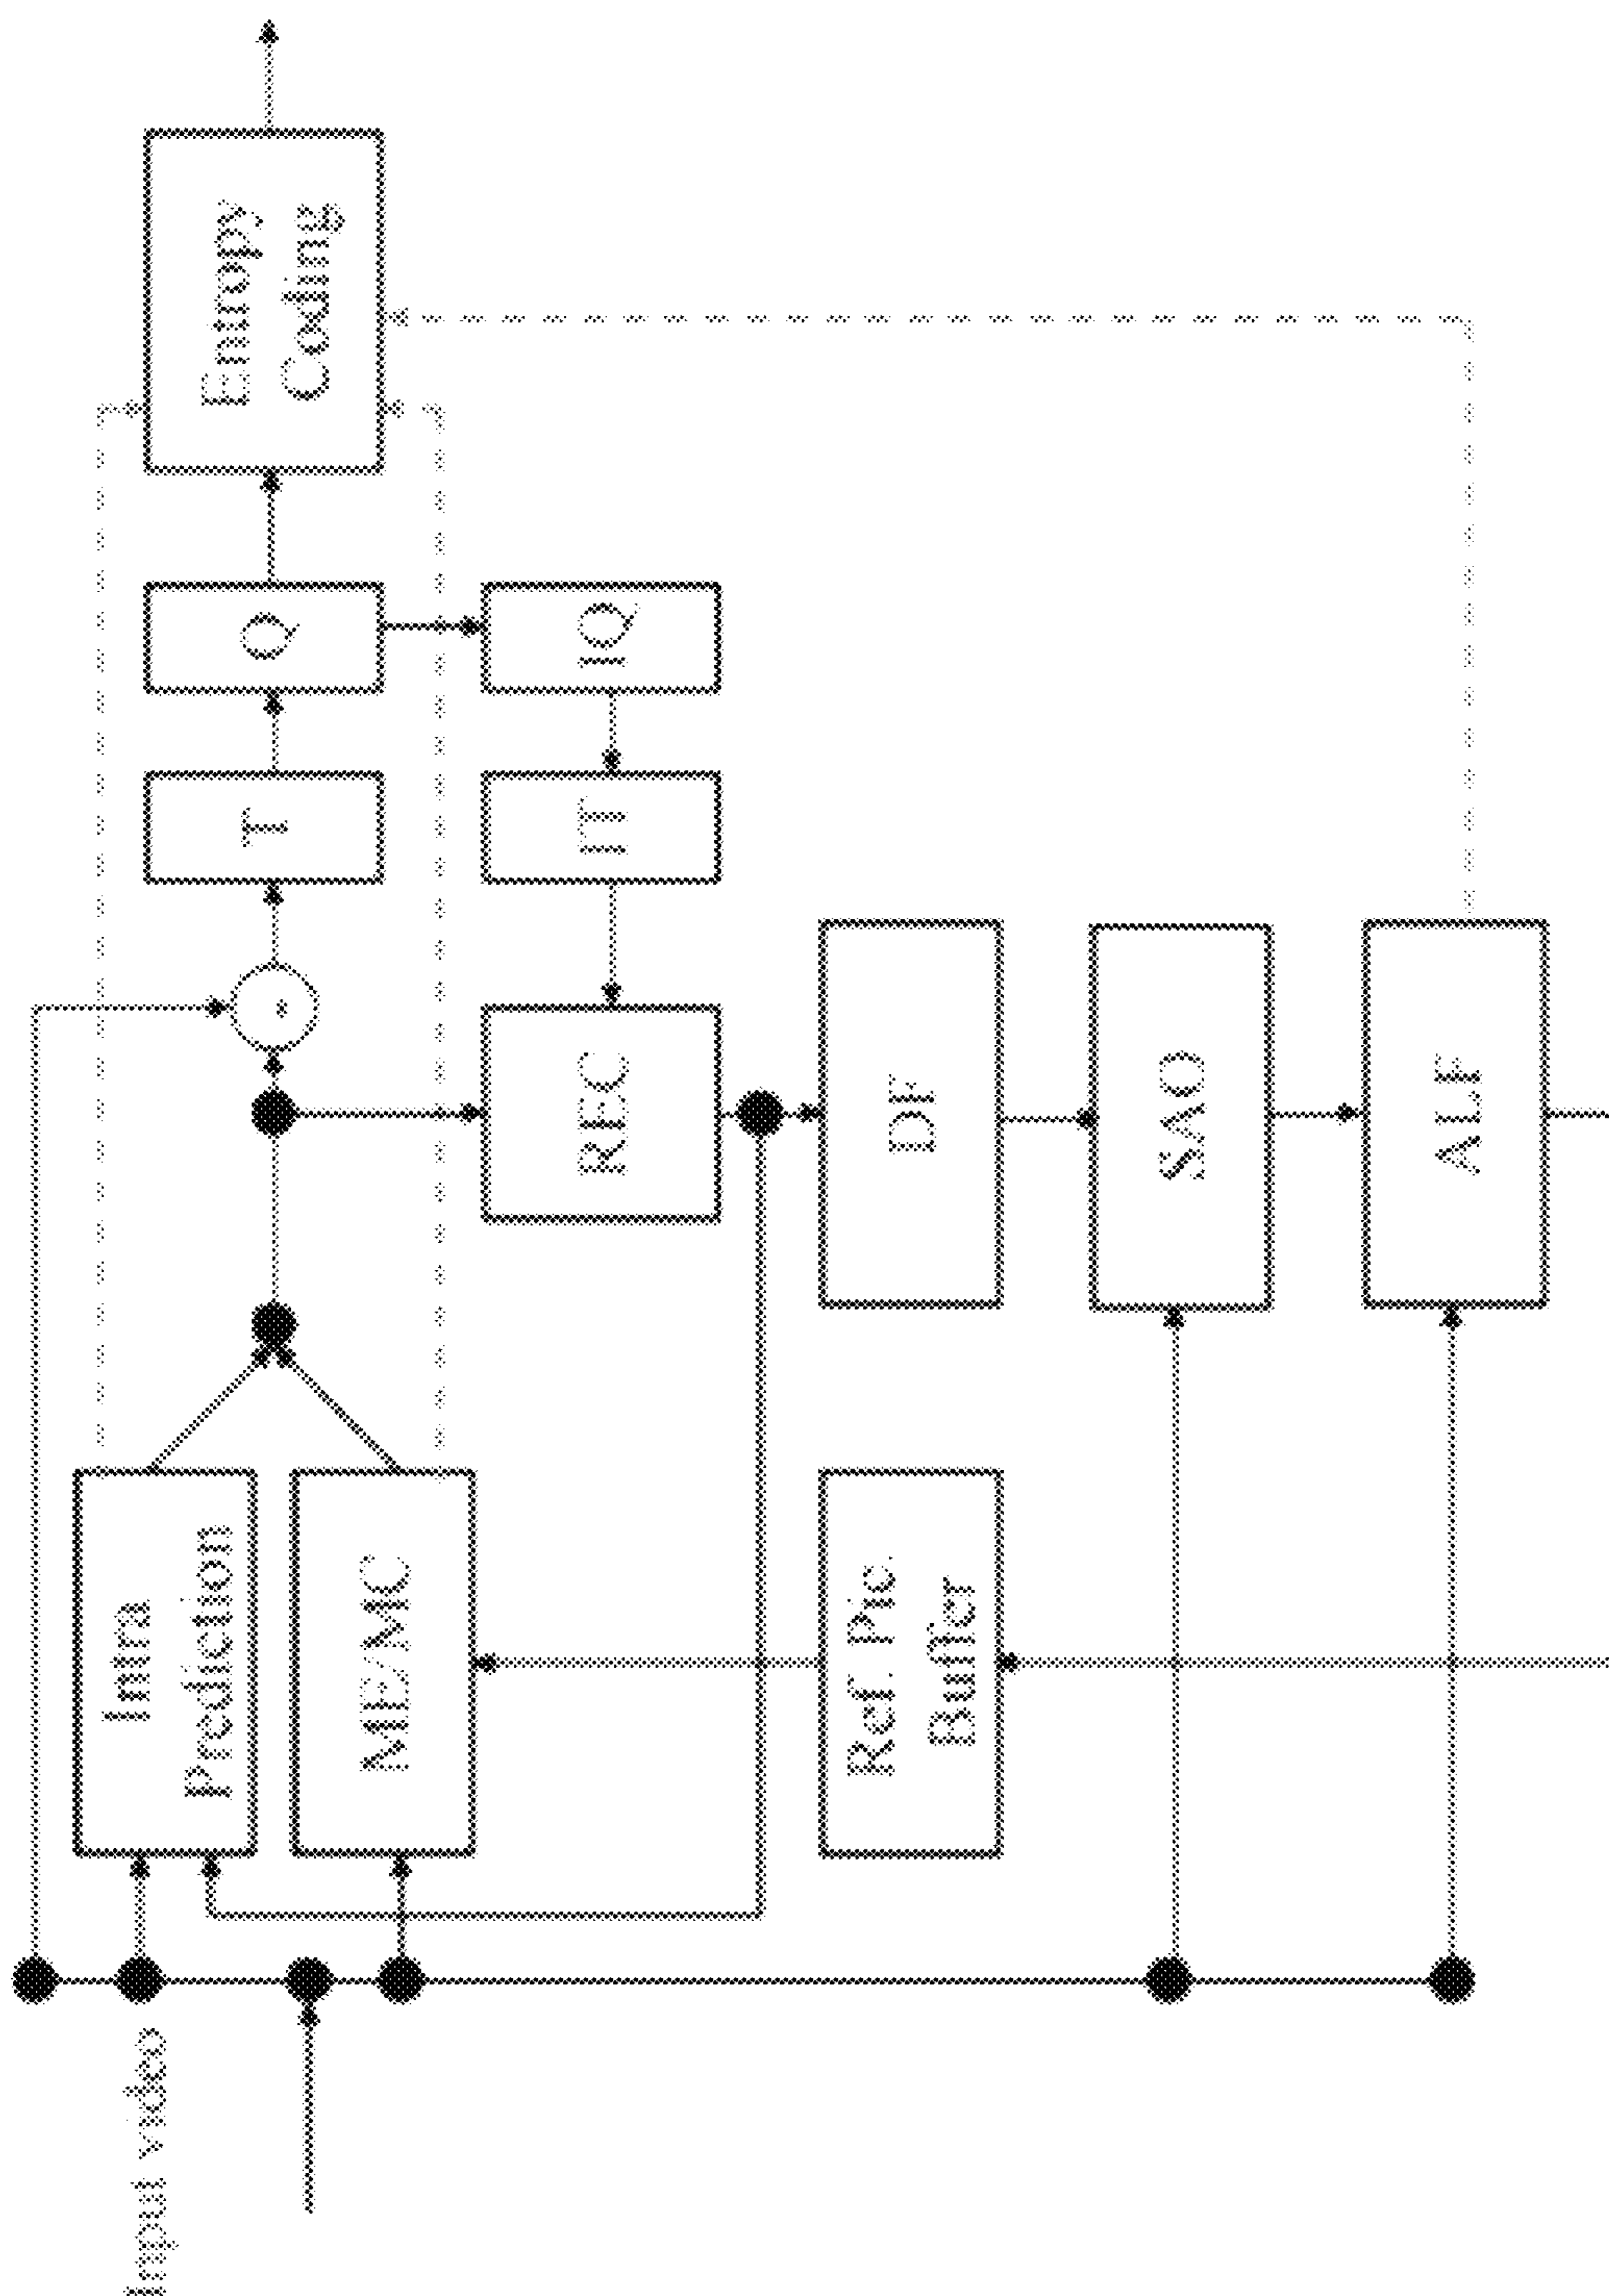 Input video
Intra
Prediction
ME/MC
-
T
Q
Entropy
Coding
REC
IT
IQ
Ref. Pic.
Buffer
DF
SAO
ALF